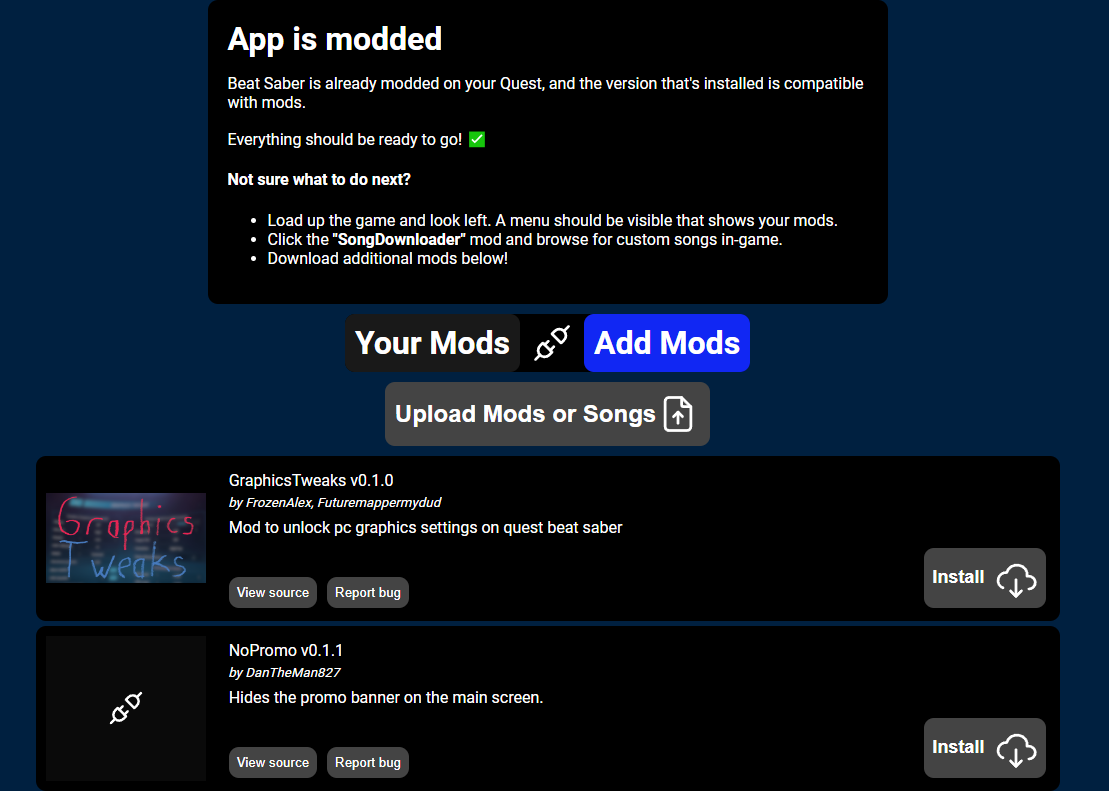 App is modded
Beat Saber is already modded on your Quest, and the version that's installed is compatible
with mods.
Everything should be ready to go! ✅
Not sure what to do next?
• Load up the game and look left. A menu should be visible that shows your mods.
• Click the "SongDownloader" mod and browse for custom songs in-game.
• Download additional mods below!
Your Mods
Add Mods
Upload Mods or Songs
Graphics
Tweaks
GraphicsTweaks v0.1.0
by FrozenAlex, Futuremappermydud
Mod to unlock pc graphics settings on quest beat saber
View source
Report bug
Install
NoPromo v0.1.1
by DanTheMan827
Hides the promo banner on the main screen.
View source
Report bug
Install